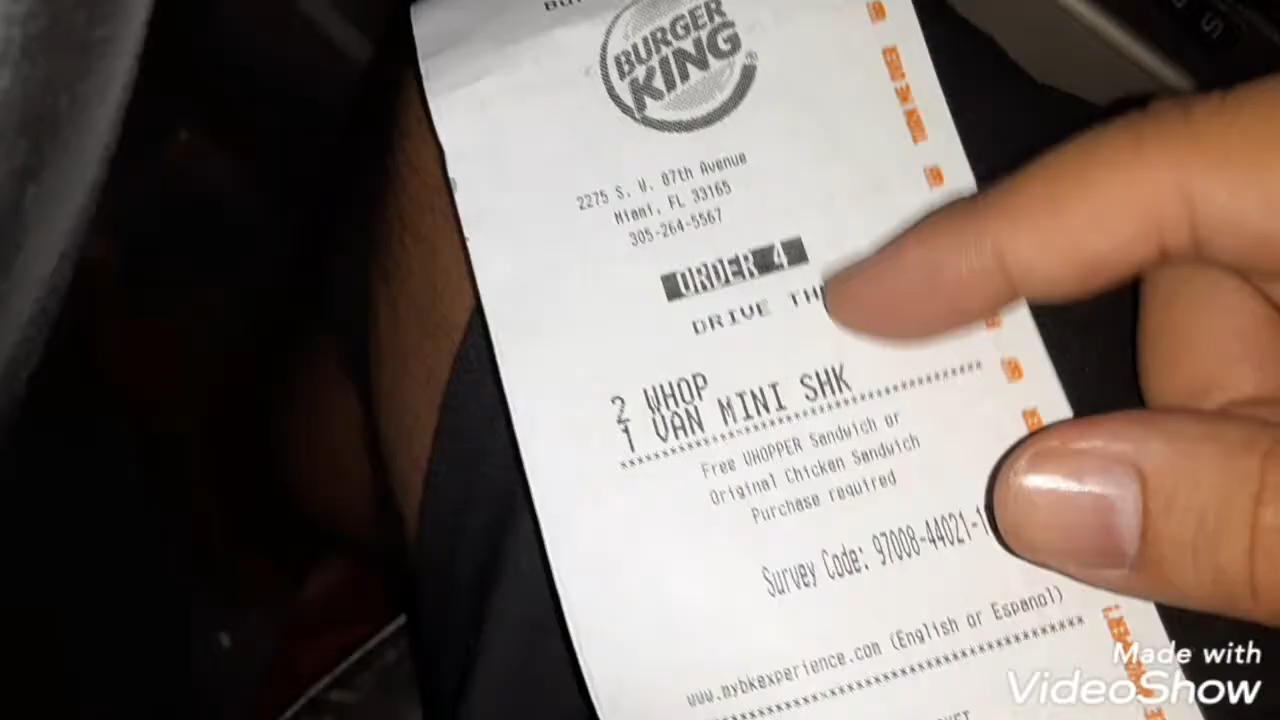 BURGER
KING
2275 S. W. 87th Avenue
Miami, FL 33165
305-264-5567
ORDER 4
DRIVE
2 WHOP
1 VAN MINI SHK
Free WHOPPER Sandwich or
Original Chicken Sandwich
Purchase required
Survey Code: 97008-44021-1
www.mybkexperience.com (English or Espanol)
Made with
VideoShow